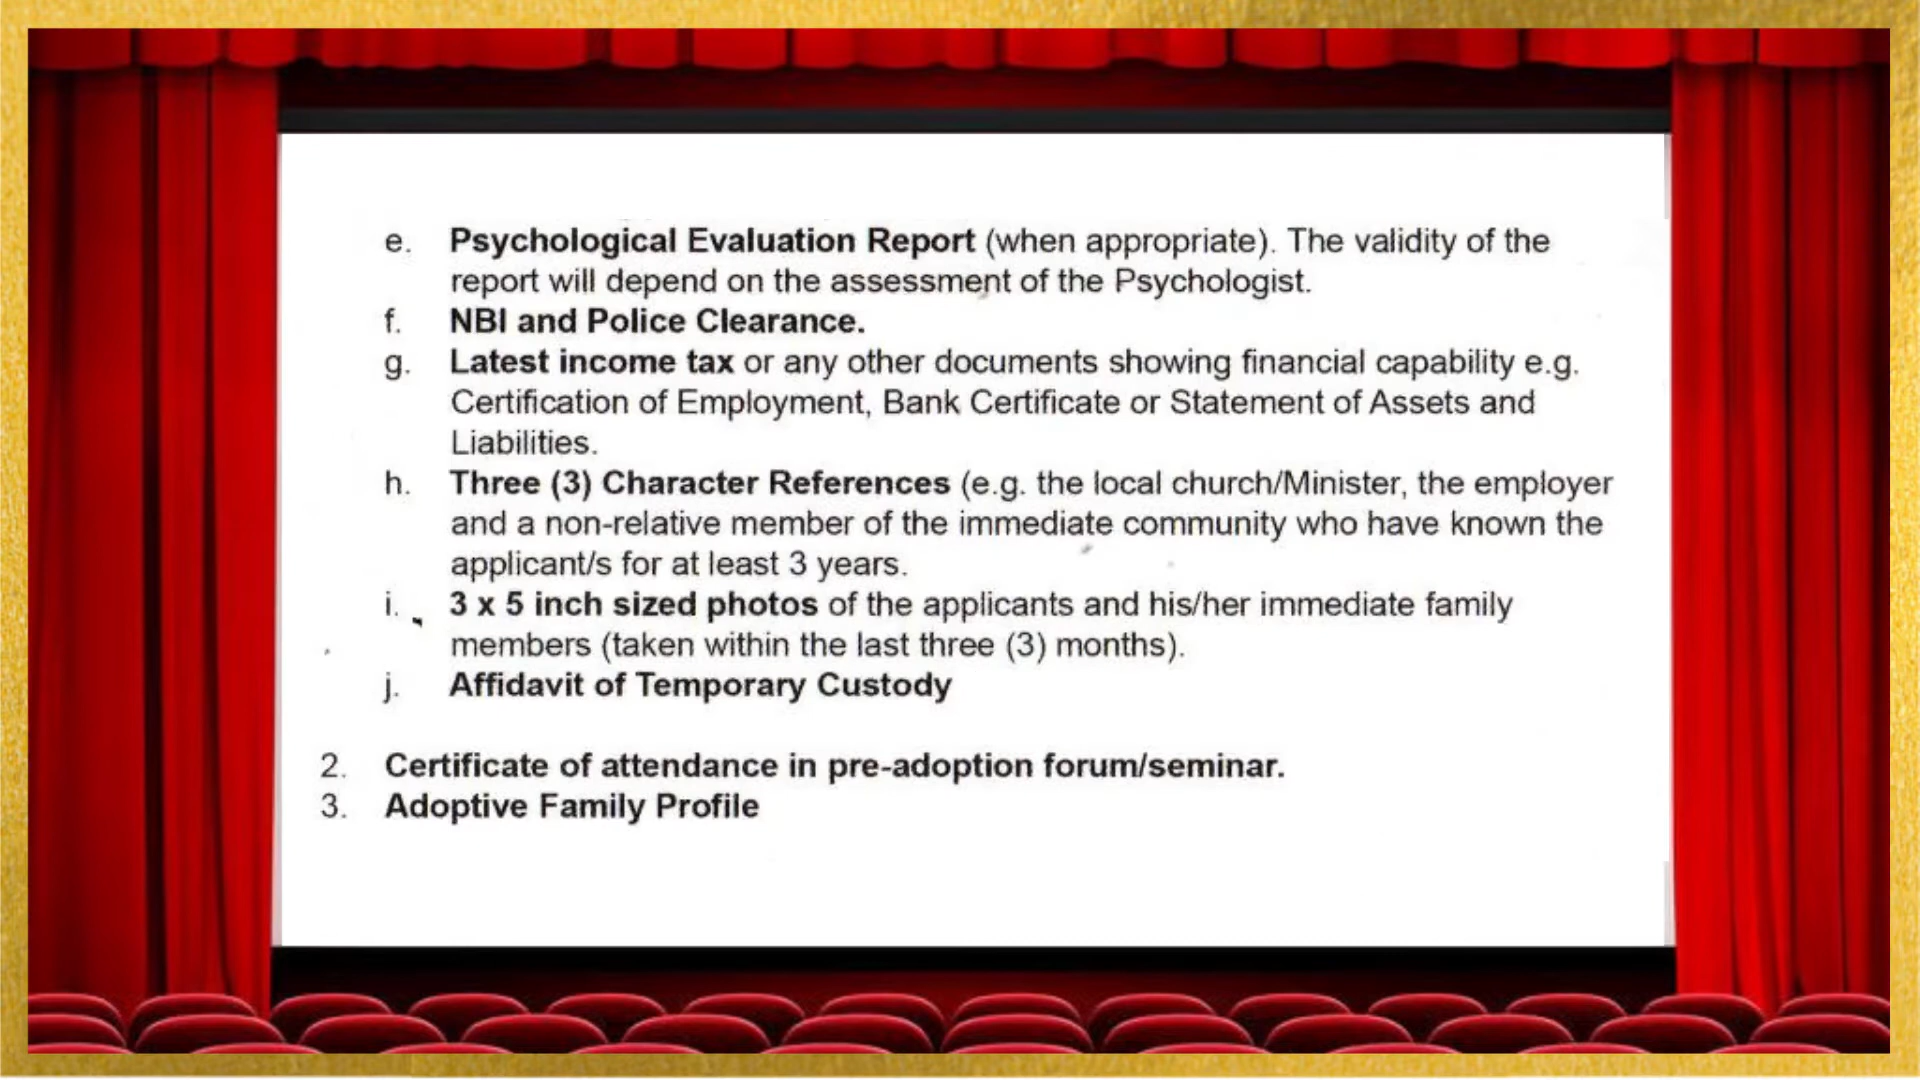 e. Psychological Evaluation Report (when appropriate). The validity of the
report will depend on the assessment of the Psychologist.
f. NBI and Police Clearance.
g. Latest income tax or any other documents showing financial capability e.g.
Certification of Employment, Bank Certificate or Statement of Assets and
Liabilities.
h. Three (3) Character References (e.g. the local church/Minister, the employer
and a non-relative member of the immediate community who have known the
applicant/s for at least 3 years.
i. 3 x 5 inch sized photos of the applicants and his/her immediate family
members (taken within the last three (3) months).
j. Affidavit of Temporary Custody
2. Certificate of attendance in pre-adoption forum/seminar.
3. Adoptive Family Profile